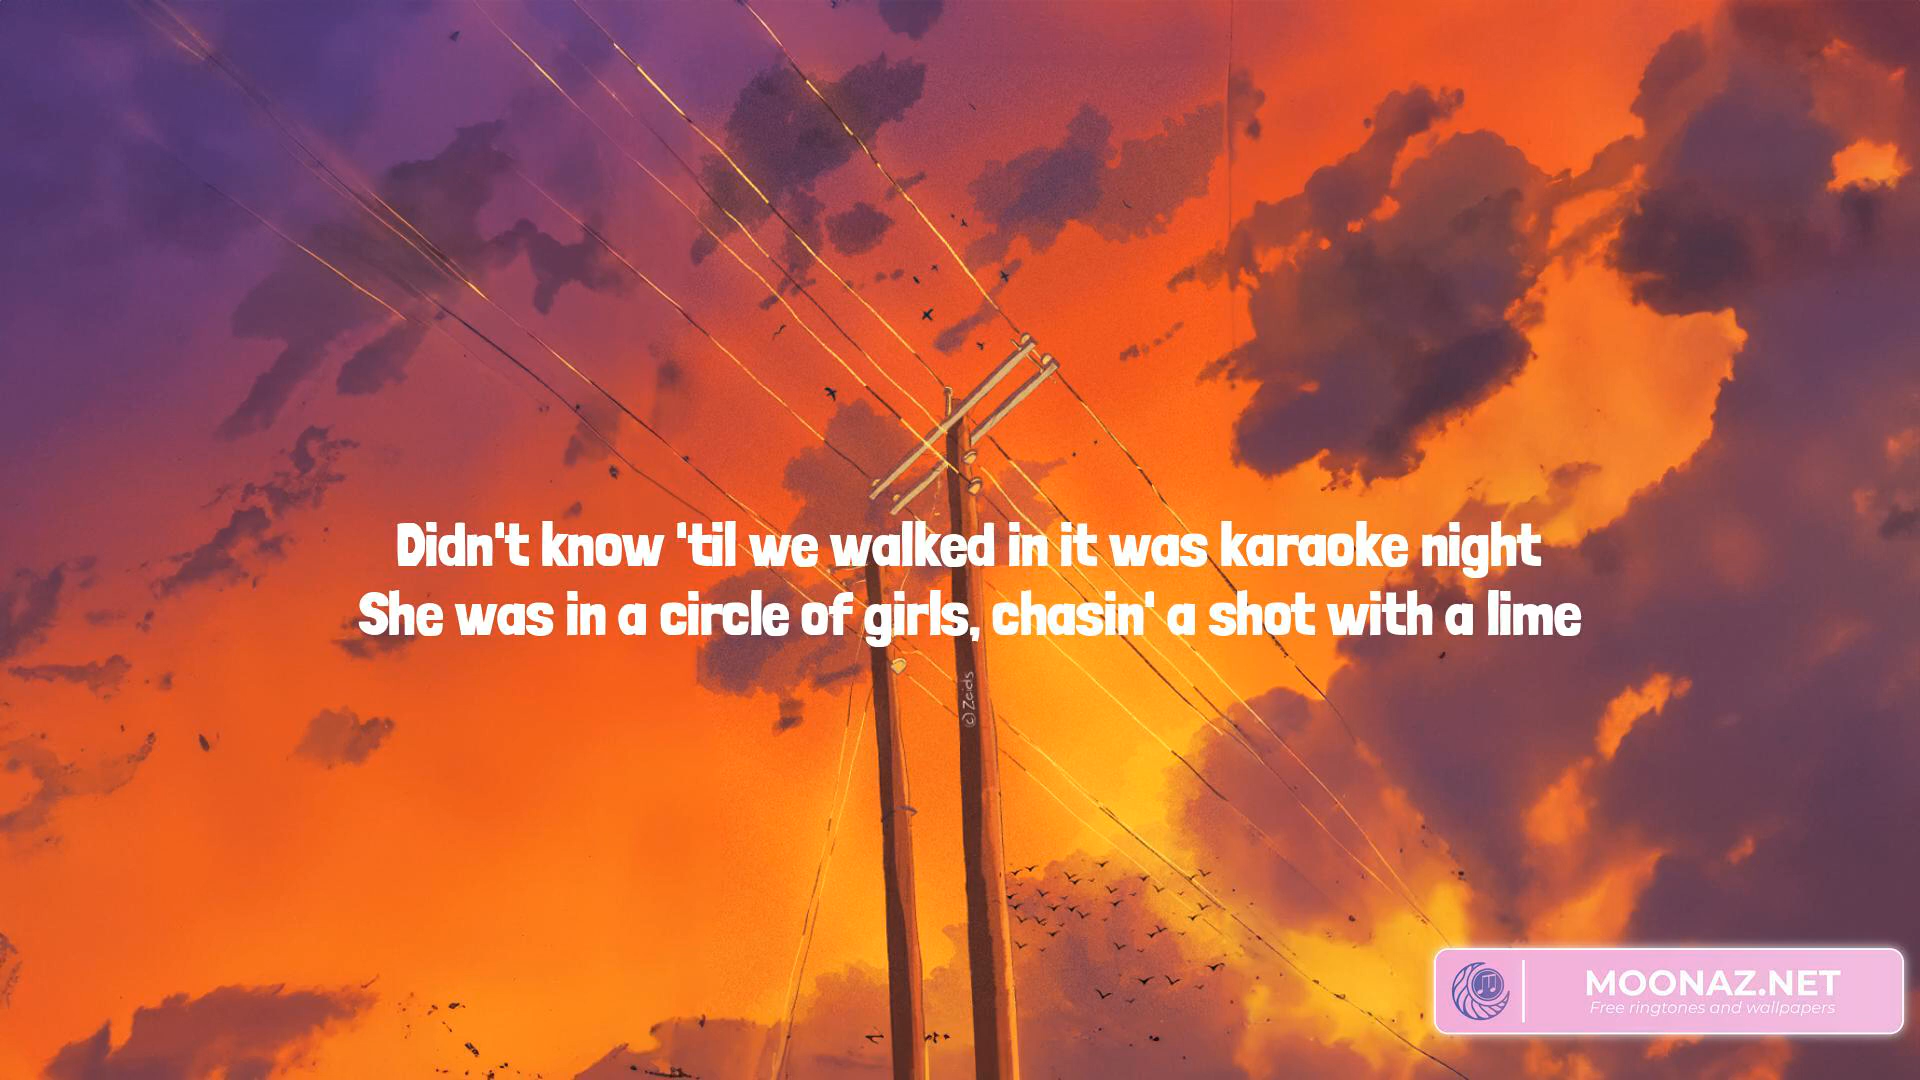 Didn't know 'til we walked in it was karaoke night
She was in a circle of girls, chasin' a shot with a lime
(c) Zeids
MOONAZ.NET
Free ringtones and wallpapers